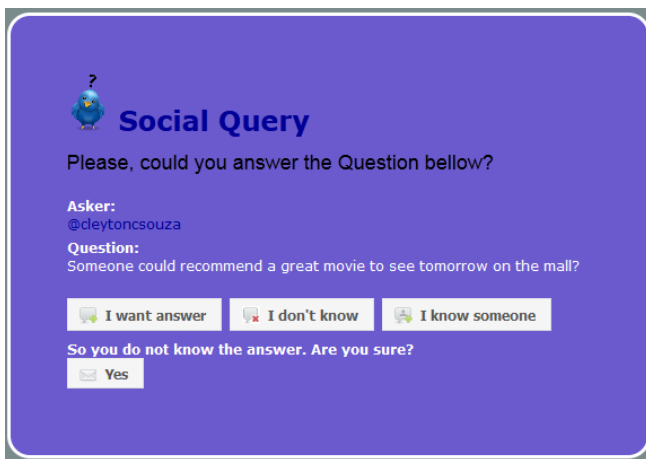 ?
Social Query
Please, could you answer the Question bellow?
Asker:
@cleytoncsouza
Question:
Someone could recommend a great movie to see tomorrow on the mall?
I want answer I don't know I know someone
So you do not know the answer. Are you sure?
Yes